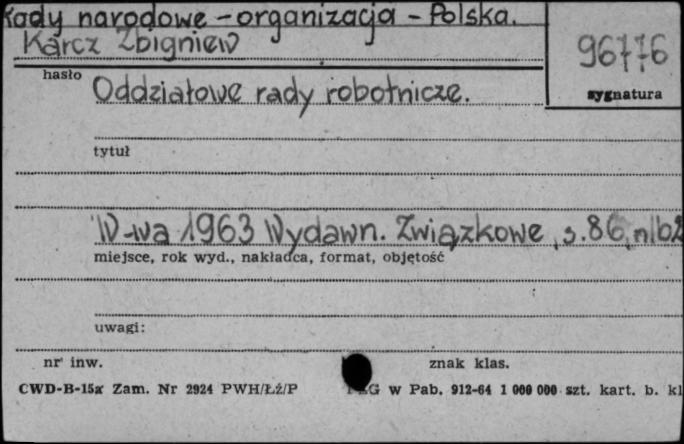 Rady narodowe - organizacja - Polska.
Karcz Zbigniew
96776
hasło
sygnatura
Oddziałowe rady robotnicze.
tytuł
W-wa 1963 Wydawn. Związkowe, s. 86, nlb2
miejsce, rok wyd., nakładca, format, objętość
uwagi:
nr inw. znak klas.
CWD-B-15a Zam. Nr 2924 PWH/Łź/P w Pab. 912-64 1 000 000 szt. kart. b. kl